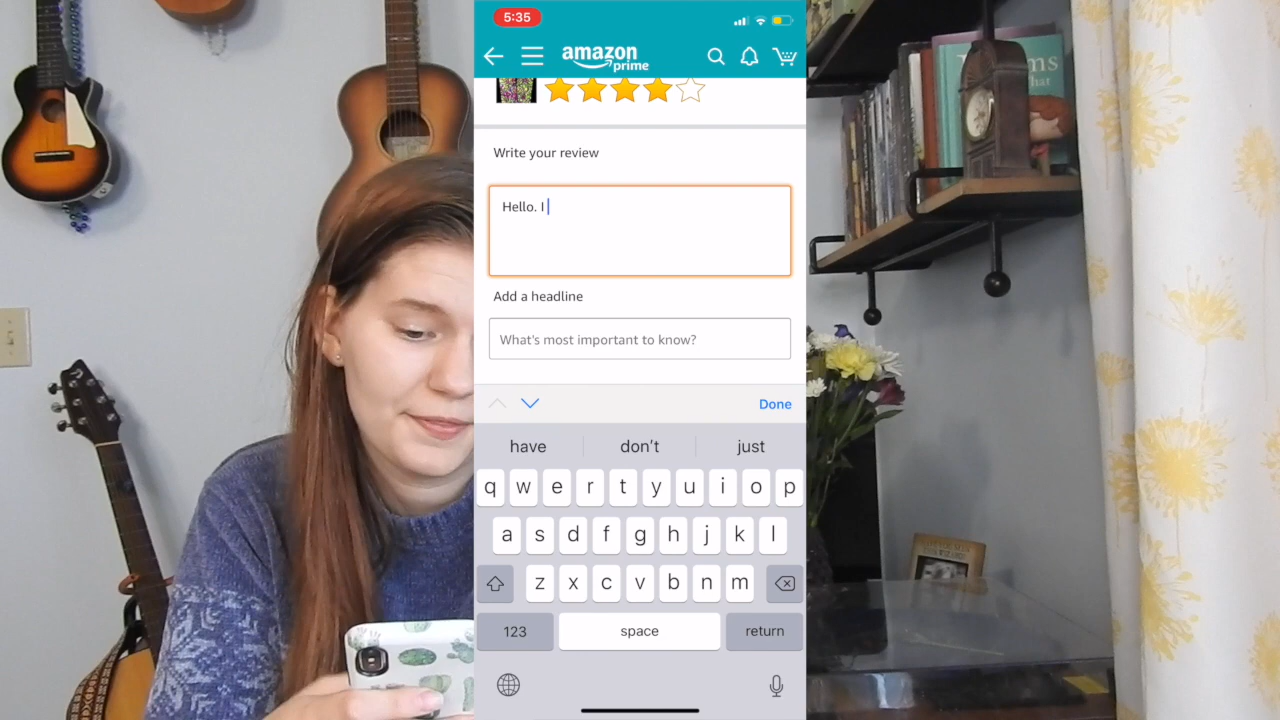 5:35
amazon
prime
Write your review
Hello. I
Add a headline
What's most important to know?
Done
have don't just
q w e r t y u i o p
a s d f g h j k l
z x c v b n m
123 space return